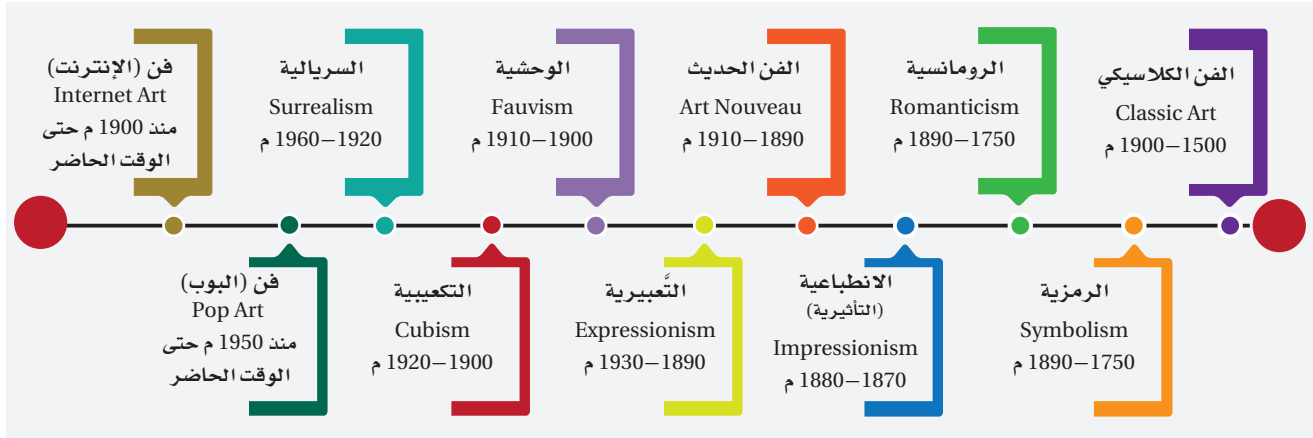 الفن الكلاسيكي
Classic Art
1500–1900 م
الرمزية
Symbolism
1750–1890 م
الرومانسية
Romanticism
1750–1890 م
الانطباعية
(التأثيرية)
Impressionism
1870–1880 م
الفن الحديث
Art Nouveau
1890–1910 م
التَّعبيرية
Expressionism
1890–1930 م
الوحشية
Fauvism
1900–1910 م
التكعيبية
Cubism
1900–1920 م
السريالية
Surrealism
1920–1960 م
فن (البوب)
Pop Art
منذ 1950 م حتى
الوقت الحاضر
فن (الإنترنت)
Internet Art
منذ 1900 م حتى
الوقت الحاضر